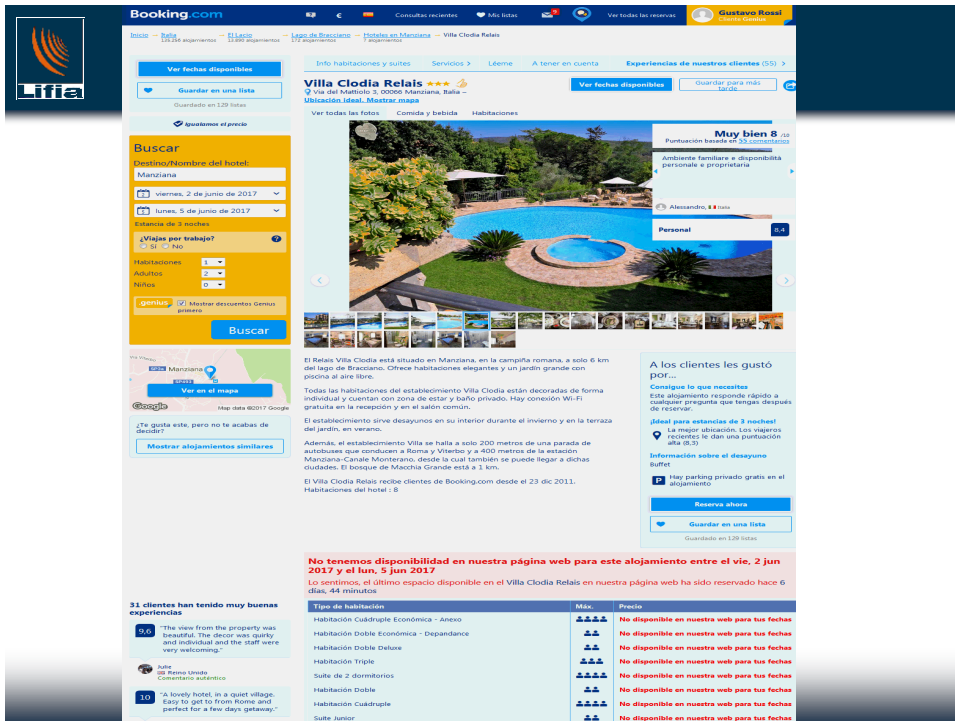 Lifia
Booking.com
€
Consultas recientes
Mis listas
9
Ver todas las reservas
Gustavo Rossi
Cliente Genius
Inicio → Italia → El Lacio → Lago de Bracciano → Hoteles en Manziana → Villa Clodia Relais
172 alojamientos
7 alojamientos
Ver fechas disponibles
Guardar en una lista
Guardado en 129 listas
Igualamos el precio
Buscar
Destino/Nombre del hotel:
Manziana
viernes, 2 de junio de 2017
lunes, 5 de junio de 2017
Estancia de 3 noches
¿Viajas por trabajo?
Sí
No
Habitaciones 1
Adultos 2
Niños 0
genius Mostrar descuentos Genius
primero
Buscar
Manziana
Ver en el mapa
Google
Map data ©2017 Google
¿Te gusta este, pero no te acabas de
decidir?
Mostrar alojamientos similares
Info habitaciones y suites
Servicios
Léeme
A tener en cuenta
Experiencias de nuestros clientes (55)
Villa Clodia Relais
Via del Mattiolo 3, 00066 Manziana, Italia –
Ubicación ideal. Mostrar mapa
Ver fechas disponibles
Guardar para más
tarde
Ver todas las fotos
Comida y bebida
Habitaciones
Muy bien 8 /10
Puntuación basada en 55 comentarios
Ambiente familiare e disponibilità
personale e proprietaria
Alessandro, Italia
Personal 8,4
El Relais Villa Clodia está situado en Manziana, en la campiña romana, a solo 6 km
del lago de Bracciano. Ofrece habitaciones elegantes y un jardín grande con
piscina al aire libre.
Todas las habitaciones del establecimiento Villa Clodia están decoradas de forma
individual y cuentan con zona de estar y baño privado. Hay conexión Wi-Fi
gratuita en la recepción y en el salón común.
El establecimiento sirve desayunos en su interior durante el invierno y en la terraza
del jardín, en verano.
Además, el establecimiento Villa se halla a solo 200 metros de una parada de
autobuses que conducen a Roma y Viterbo y a 400 metros de la estación
Manziana-Canale Monterano, desde la cual también se puede llegar a dichas
ciudades. El bosque de Macchia Grande está a 1 km.
El Villa Clodia Relais recibe clientes de Booking.com desde el 23 dic 2011.
Habitaciones del hotel : 8
A los clientes les gustó
por...
Consigue lo que necesites
Este alojamiento responde rápido a
cualquier pregunta que tengas después
de reservar.
¡Ideal para estancias de 3 noches!
La mejor ubicación. Los viajeros
recientes le dan una puntuación
alta (8,3)
Información sobre el desayuno
Buffet
P Hay parking privado gratis en el
alojamiento
Reserva ahora
Guardar en una lista
Guardado en 129 listas
No tenemos disponibilidad en nuestra página web para este alojamiento entre el vie, 2 jun
2017 y el lun, 5 jun 2017
Lo sentimos, el último espacio disponible en el Villa Clodia Relais en nuestra página web ha sido reservado hace 6
días, 44 minutos
Tipo de habitación Máx. Precio
Habitación Cuádruple Económica - Anexo No disponible en nuestra web para tus fechas
Habitación Doble Económica - Depandance No disponible en nuestra web para tus fechas
Habitación Doble Deluxe No disponible en nuestra web para tus fechas
Habitación Triple No disponible en nuestra web para tus fechas
Suite de 2 dormitorios No disponible en nuestra web para tus fechas
Habitación Doble No disponible en nuestra web para tus fechas
Habitación Cuádruple No disponible en nuestra web para tus fechas
Suite Junior No disponible en nuestra web para tus fechas
31 clientes han tenido muy buenas
experiencias
9,6
"The view from the property was
beautiful. The decor was quirky
and individual and the staff were
very welcoming."
Julie
Reino Unido
Comentario auténtico
10
"A lovely hotel, in a quiet village.
Easy to get to from Rome and
perfect for a few days getaway."